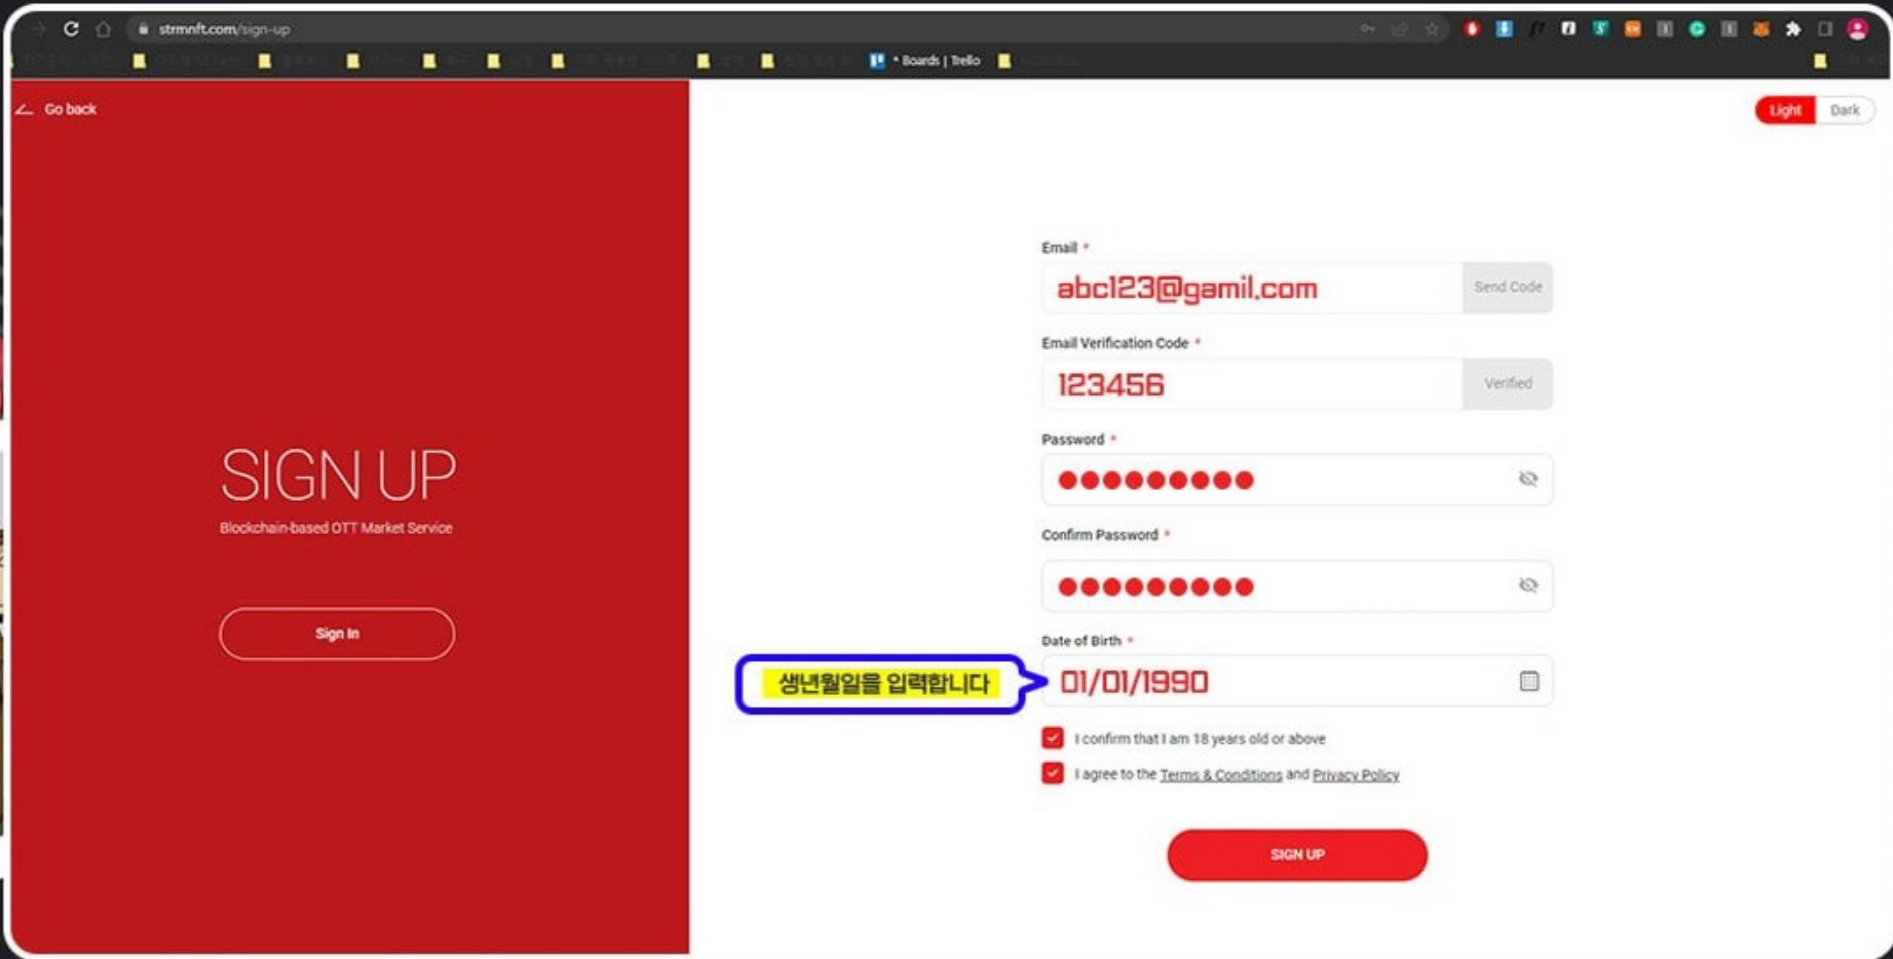 strmnft.com/sign-up
* Boards | Trello
Go back
Light Dark
SIGN UP
Blockchain-based OTT Market Service
Sign In
Email *
abc123@gamil.com
Send Code
Email Verification Code *
123456
Verified
Password *
Confirm Password *
Date of Birth *
생년월일을 입력합니다
01/01/1990
I confirm that I am 18 years old or above
I agree to the Terms & Conditions and Privacy Policy
SIGN UP